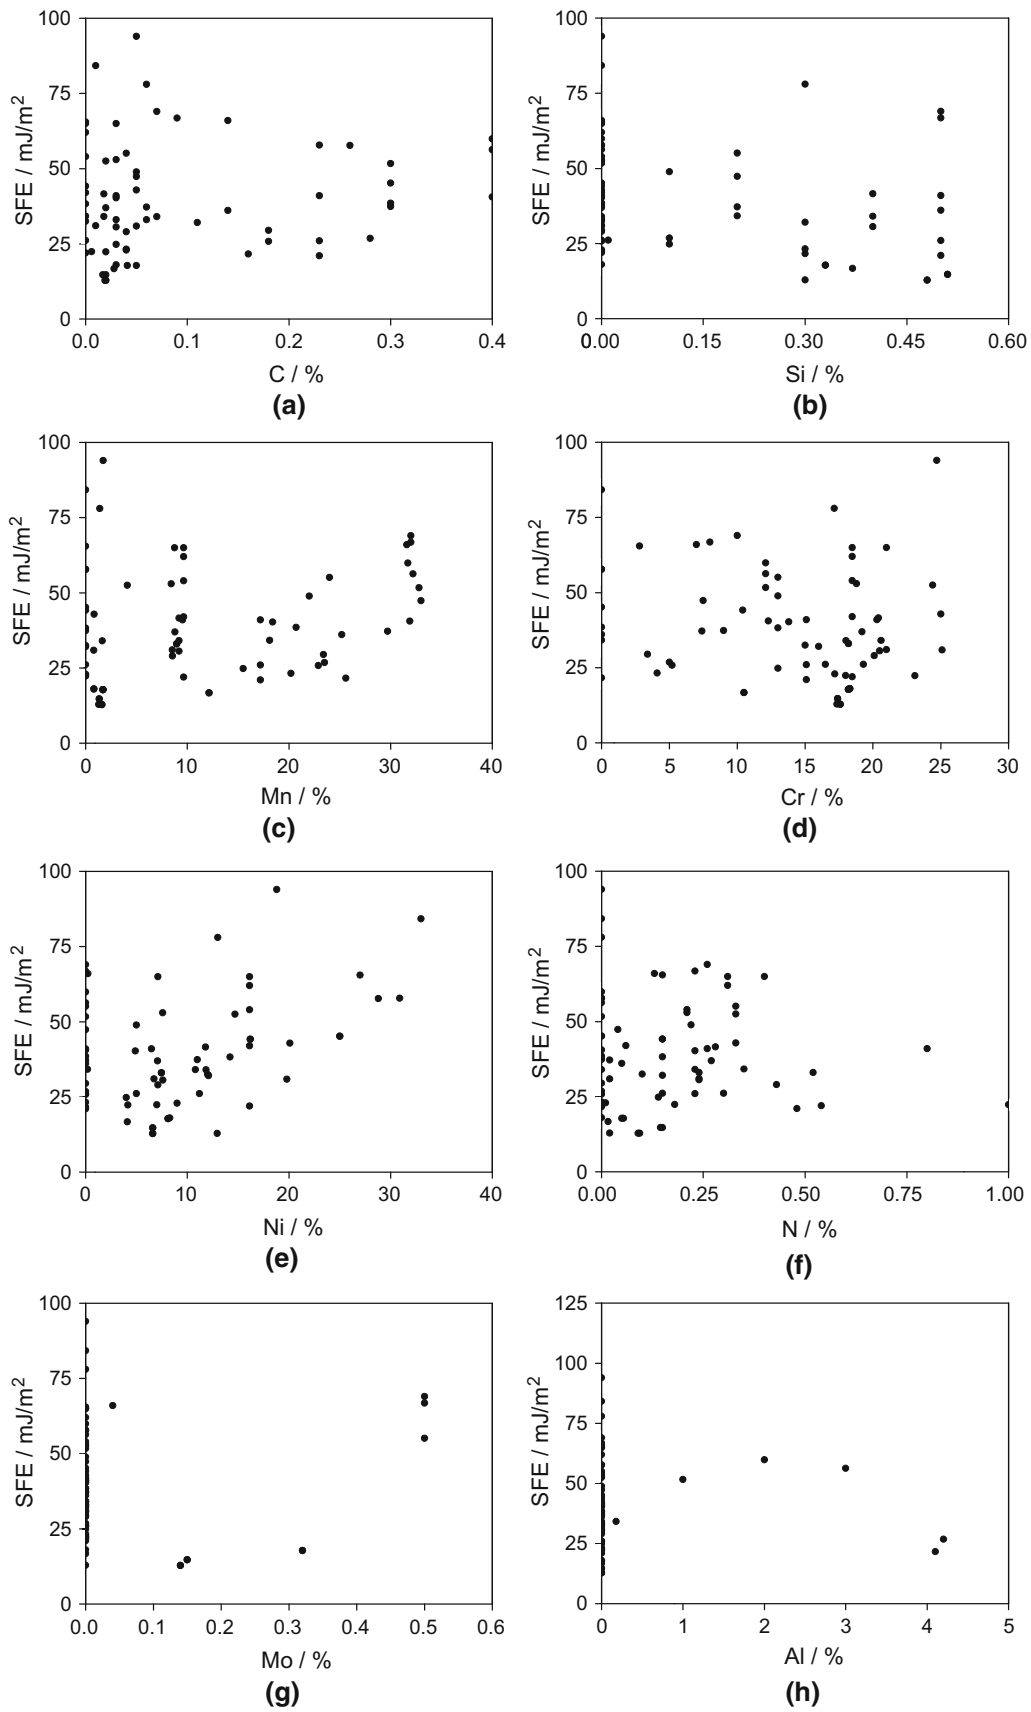 100
75
50
25
0
SFE / mJ/m2
0.0 0.1 0.2 0.3 0.4
C / %
(a)
100
75
50
25
0
SFE / mJ/m2
0.00 0.15 0.30 0.45 0.60
Si / %
(b)
100
75
50
25
0
SFE / mJ/m2
0 10 20 30 40
Mn / %
(c)
100
75
50
25
0
SFE / mJ/m2
0 5 10 15 20 25 30
Cr / %
(d)
100
75
50
25
0
SFE / mJ/m2
0 10 20 30 40
Ni / %
(e)
100
75
50
25
0
SFE / mJ/m2
0.00 0.25 0.50 0.75 1.00
N / %
(f)
100
75
50
25
0
SFE / mJ/m2
0.0 0.1 0.2 0.3 0.4 0.5 0.6
Mo / %
(g)
125
100
75
50
25
0
SFE / mJ/m2
0 1 2 3 4 5
Al / %
(h)